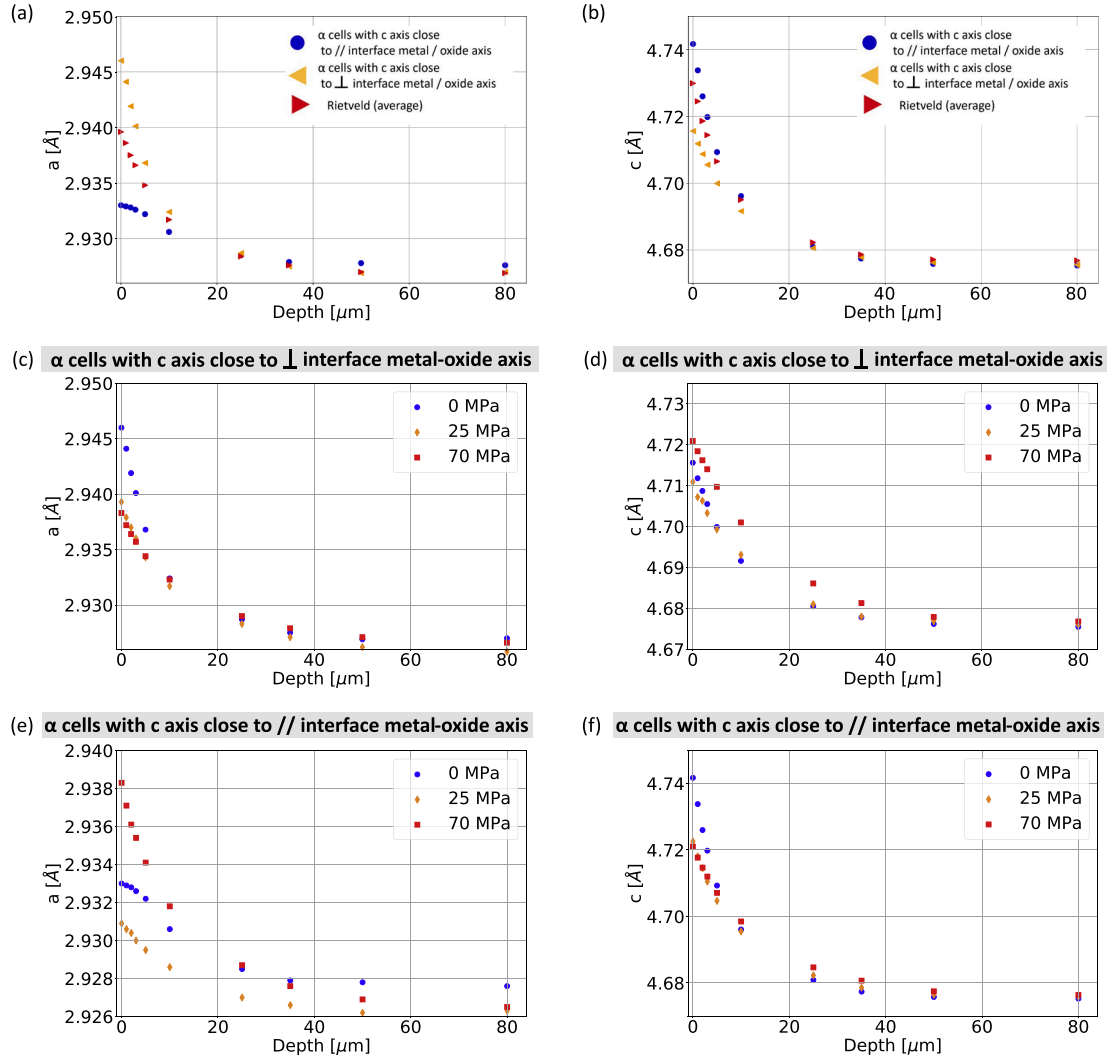 (a)
2.950
2.945
2.940
2.935
2.930
a [Å]
0 20 40 60 80
Depth [μm]
α cells with c axis close
to // interface metal / oxide axis
α cells with c axis close
to ⊥ interface metal / oxide axis
Rietveld (average)
(b)
4.74
4.72
4.70
4.68
c [Å]
0 20 40 60 80
Depth [μm]
α cells with c axis close
to // interface metal / oxide axis
α cells with c axis close
to ⊥ interface metal / oxide axis
Rietveld (average)
(c) α cells with c axis close to ⊥ interface metal-oxide axis
2.950
2.945
2.940
2.935
2.930
a [Å]
0 20 40 60 80
Depth [μm]
0 MPa
25 MPa
70 MPa
(d) α cells with c axis close to ⊥ interface metal-oxide axis
4.73
4.72
4.71
4.70
4.69
4.68
4.67
c [Å]
0 20 40 60 80
Depth [μm]
0 MPa
25 MPa
70 MPa
(e) α cells with c axis close to // interface metal-oxide axis
2.940
2.938
2.936
2.934
2.932
2.930
2.928
2.926
a [Å]
0 20 40 60 80
Depth [μm]
0 MPa
25 MPa
70 MPa
(f) α cells with c axis close to // interface metal-oxide axis
4.74
4.72
4.70
4.68
c [Å]
0 20 40 60 80
Depth [μm]
0 MPa
25 MPa
70 MPa